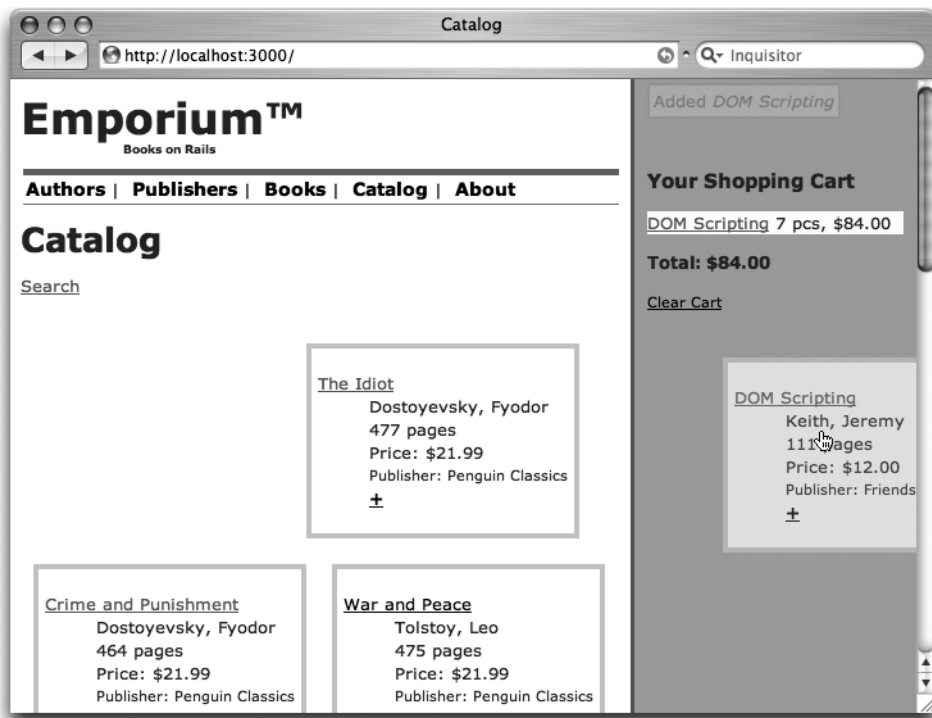 Catalog
http://localhost:3000/
Inquisitor
Emporium™
Books on Rails
Authors | Publishers | Books | Catalog | About
Catalog
Search
The Idiot
Dostoyevsky, Fyodor
477 pages
Price: $21.99
Publisher: Penguin Classics
+
Crime and Punishment
Dostoyevsky, Fyodor
464 pages
Price: $21.99
Publisher: Penguin Classics
War and Peace
Tolstoy, Leo
475 pages
Price: $21.99
Publisher: Penguin Classics
Added DOM Scripting
Your Shopping Cart
DOM Scripting 7 pcs, $84.00
Total: $84.00
Clear Cart
DOM Scripting
Keith, Jeremy
111 pages
Price: $12.00
Publisher: Friends
+